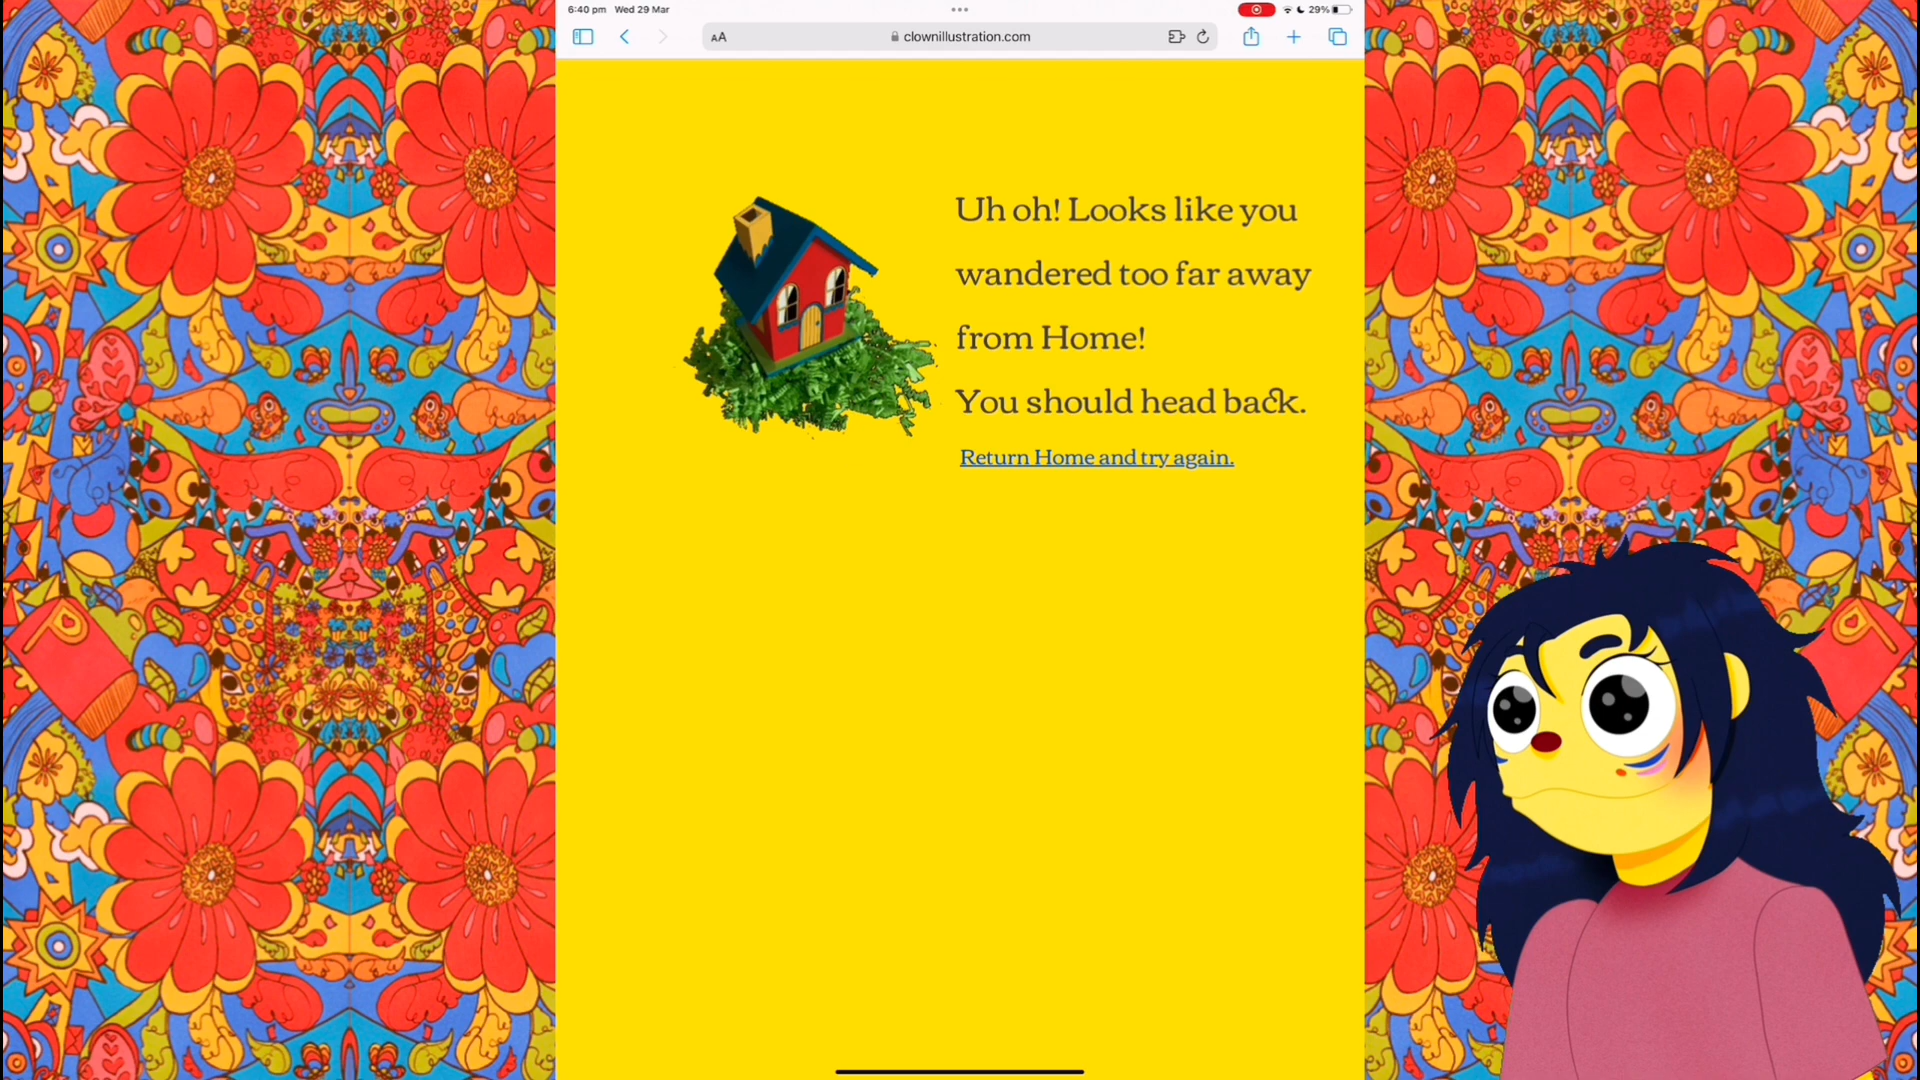 6:40 pm Wed 29 Mar
29%
AA
clownillustration.com
Uh oh! Looks like you
wandered too far away
from Home!
You should head back.
Return Home and try again.